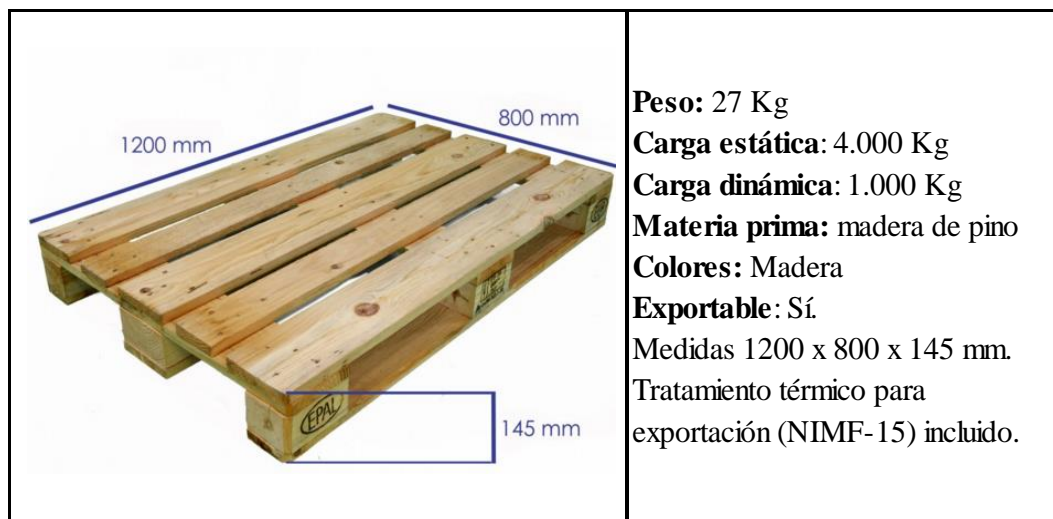 1200 mm
800 mm
EPAL
EPAL
145 mm
Peso: 27 Kg
Carga estática: 4.000 Kg
Carga dinámica: 1.000 Kg
Materia prima: madera de pino
Colores: Madera
Exportable: Sí.
Medidas 1200 x 800 x 145 mm.
Tratamiento térmico para
exportación (NIMF-15) incluido.